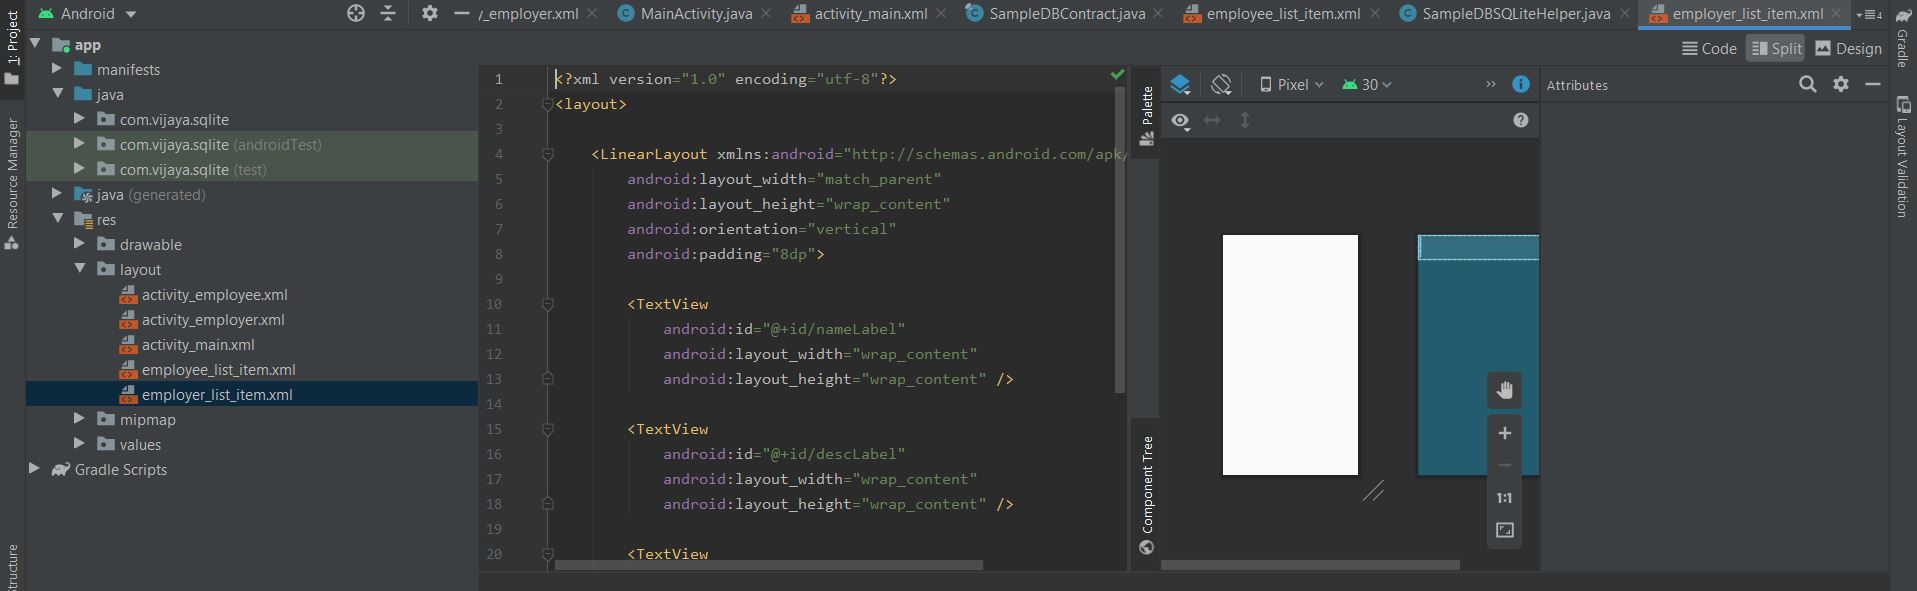 1: Project
Resource Manager
Structure
Android
y_employer.xml
MainActivity.java
activity_main.xml
SampleDBContract.java
employee_list_item.xml
SampleDBSQLiteHelper.java
employer_list_item.xml
4
Code
Split
Design
app
manifests
java
com.vijaya.sqlite
com.vijaya.sqlite (androidTest)
com.vijaya.sqlite (test)
java (generated)
res
drawable
layout
activity_employee.xml
activity_employer.xml
activity_main.xml
employee_list_item.xml
employer_list_item.xml
mipmap
values
Gradle Scripts
1 <?xml version="1.0" encoding="utf-8"?>
2 <layout>
3
4 <LinearLayout xmlns:android="http://schemas.android.com/apk/
5 android:layout_width="match_parent"
6 android:layout_height="wrap_content"
7 android:orientation="vertical"
8 android:padding="8dp">
9
10 <TextView
11 android:id="@+id/nameLabel"
12 android:layout_width="wrap_content"
13 android:layout_height="wrap_content" />
14
15 <TextView
16 android:id="@+id/descLabel"
17 android:layout_width="wrap_content"
18 android:layout_height="wrap_content" />
19
20 <TextView
Palette
Component Tree
Pixel
30
»
1:1
Attributes
Gradle
Layout Validation